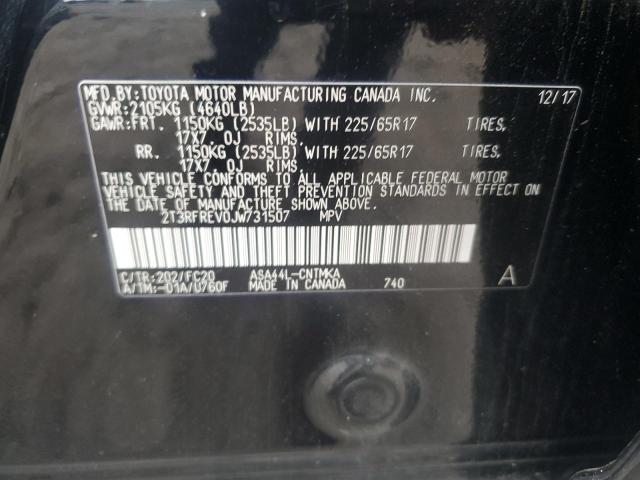 MFD.BY:TOYOTA MOTOR MANUFACTURING CANADA INC. 12/17
GVWR:2105KG (4640LB)
GAWR:FRT. 1150KG (2535LB) WITH 225/65R17 TIRES.
17X7.0J RIMS.
RR. 1150KG (2535LB) WITH 225/65R17 TIRES.
17X7.0J RIMS.
THIS VEHICLE CONFORMS TO ALL APPLICABLE FEDERAL MOTOR
VEHICLE SAFETY AND THEFT PREVENTION STANDARDS IN EFFECT ON
THE DATE OF MANUFACTURE SHOWN ABOVE.
2T3RFREV0JW731507 MPV
C/TR:202/FC20 ASA44L-CNTMKA
A/TM:-01A/U760F MADE IN CANADA 740 A